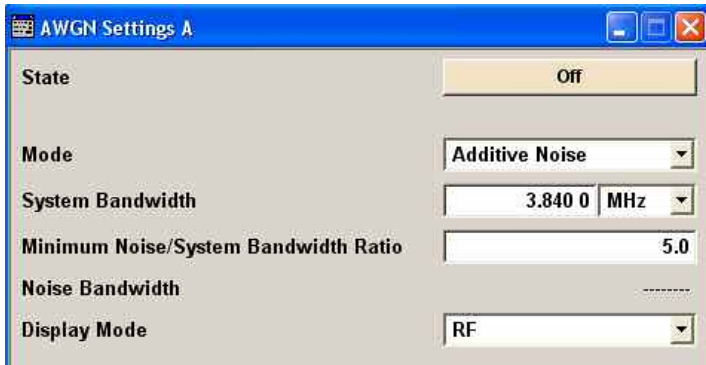 AWGN Settings A
State Off
Mode Additive Noise
System Bandwidth 3.840 0 MHz
Minimum Noise/System Bandwidth Ratio 5.0
Noise Bandwidth --------
Display Mode RF